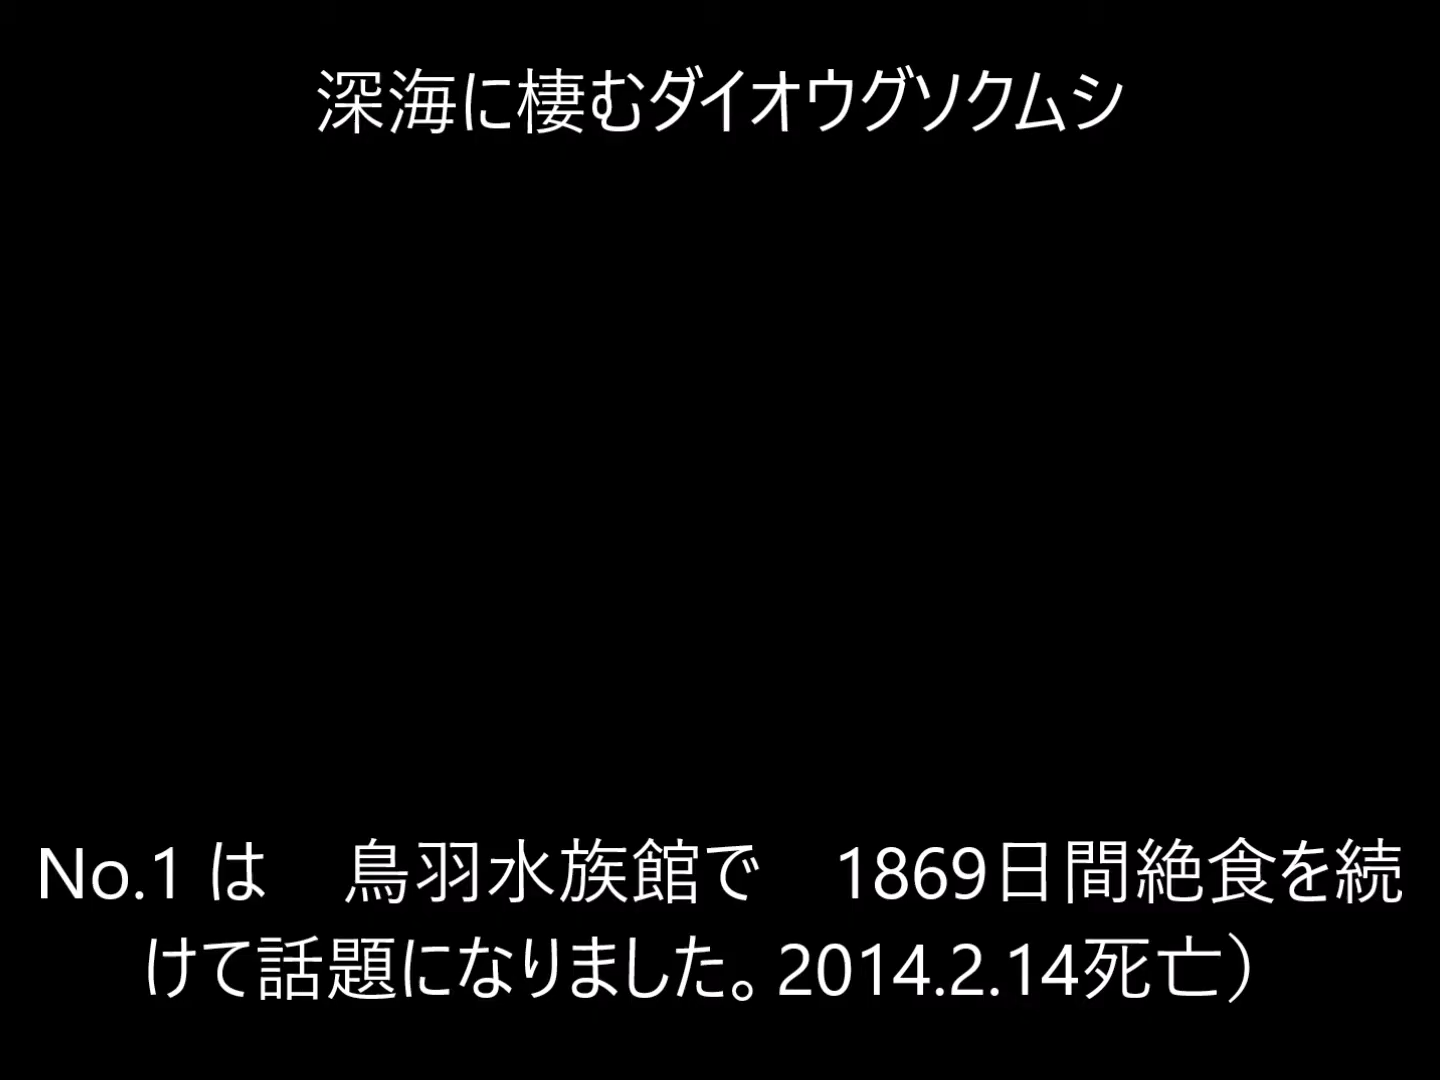 深海に棲むダイオウグソクムシ
No.1 は　鳥羽水族館で　1869日間絶食を続
けて話題になりました。2014.2.14死亡）